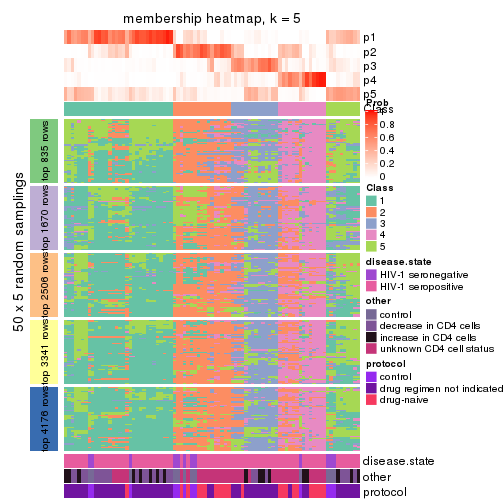 membership heatmap, k = 5
p1
p2
p3
p4
p5
Prob
Class
1
0.8
0.6
0.4
0.2
0
Class
1
2
3
4
5
disease.state
HIV-1 seronegative
HIV-1 seropositive
other
control
decrease in CD4 cells
increase in CD4 cells
unknown CD4 cell status
protocol
control
drug regimen not indicated
drug-naive
50 x 5 random samplings
top 835 rows
top 1670 rows
top 2506 rows
top 3341 rows
top 4176 rows
disease.state
other
protocol